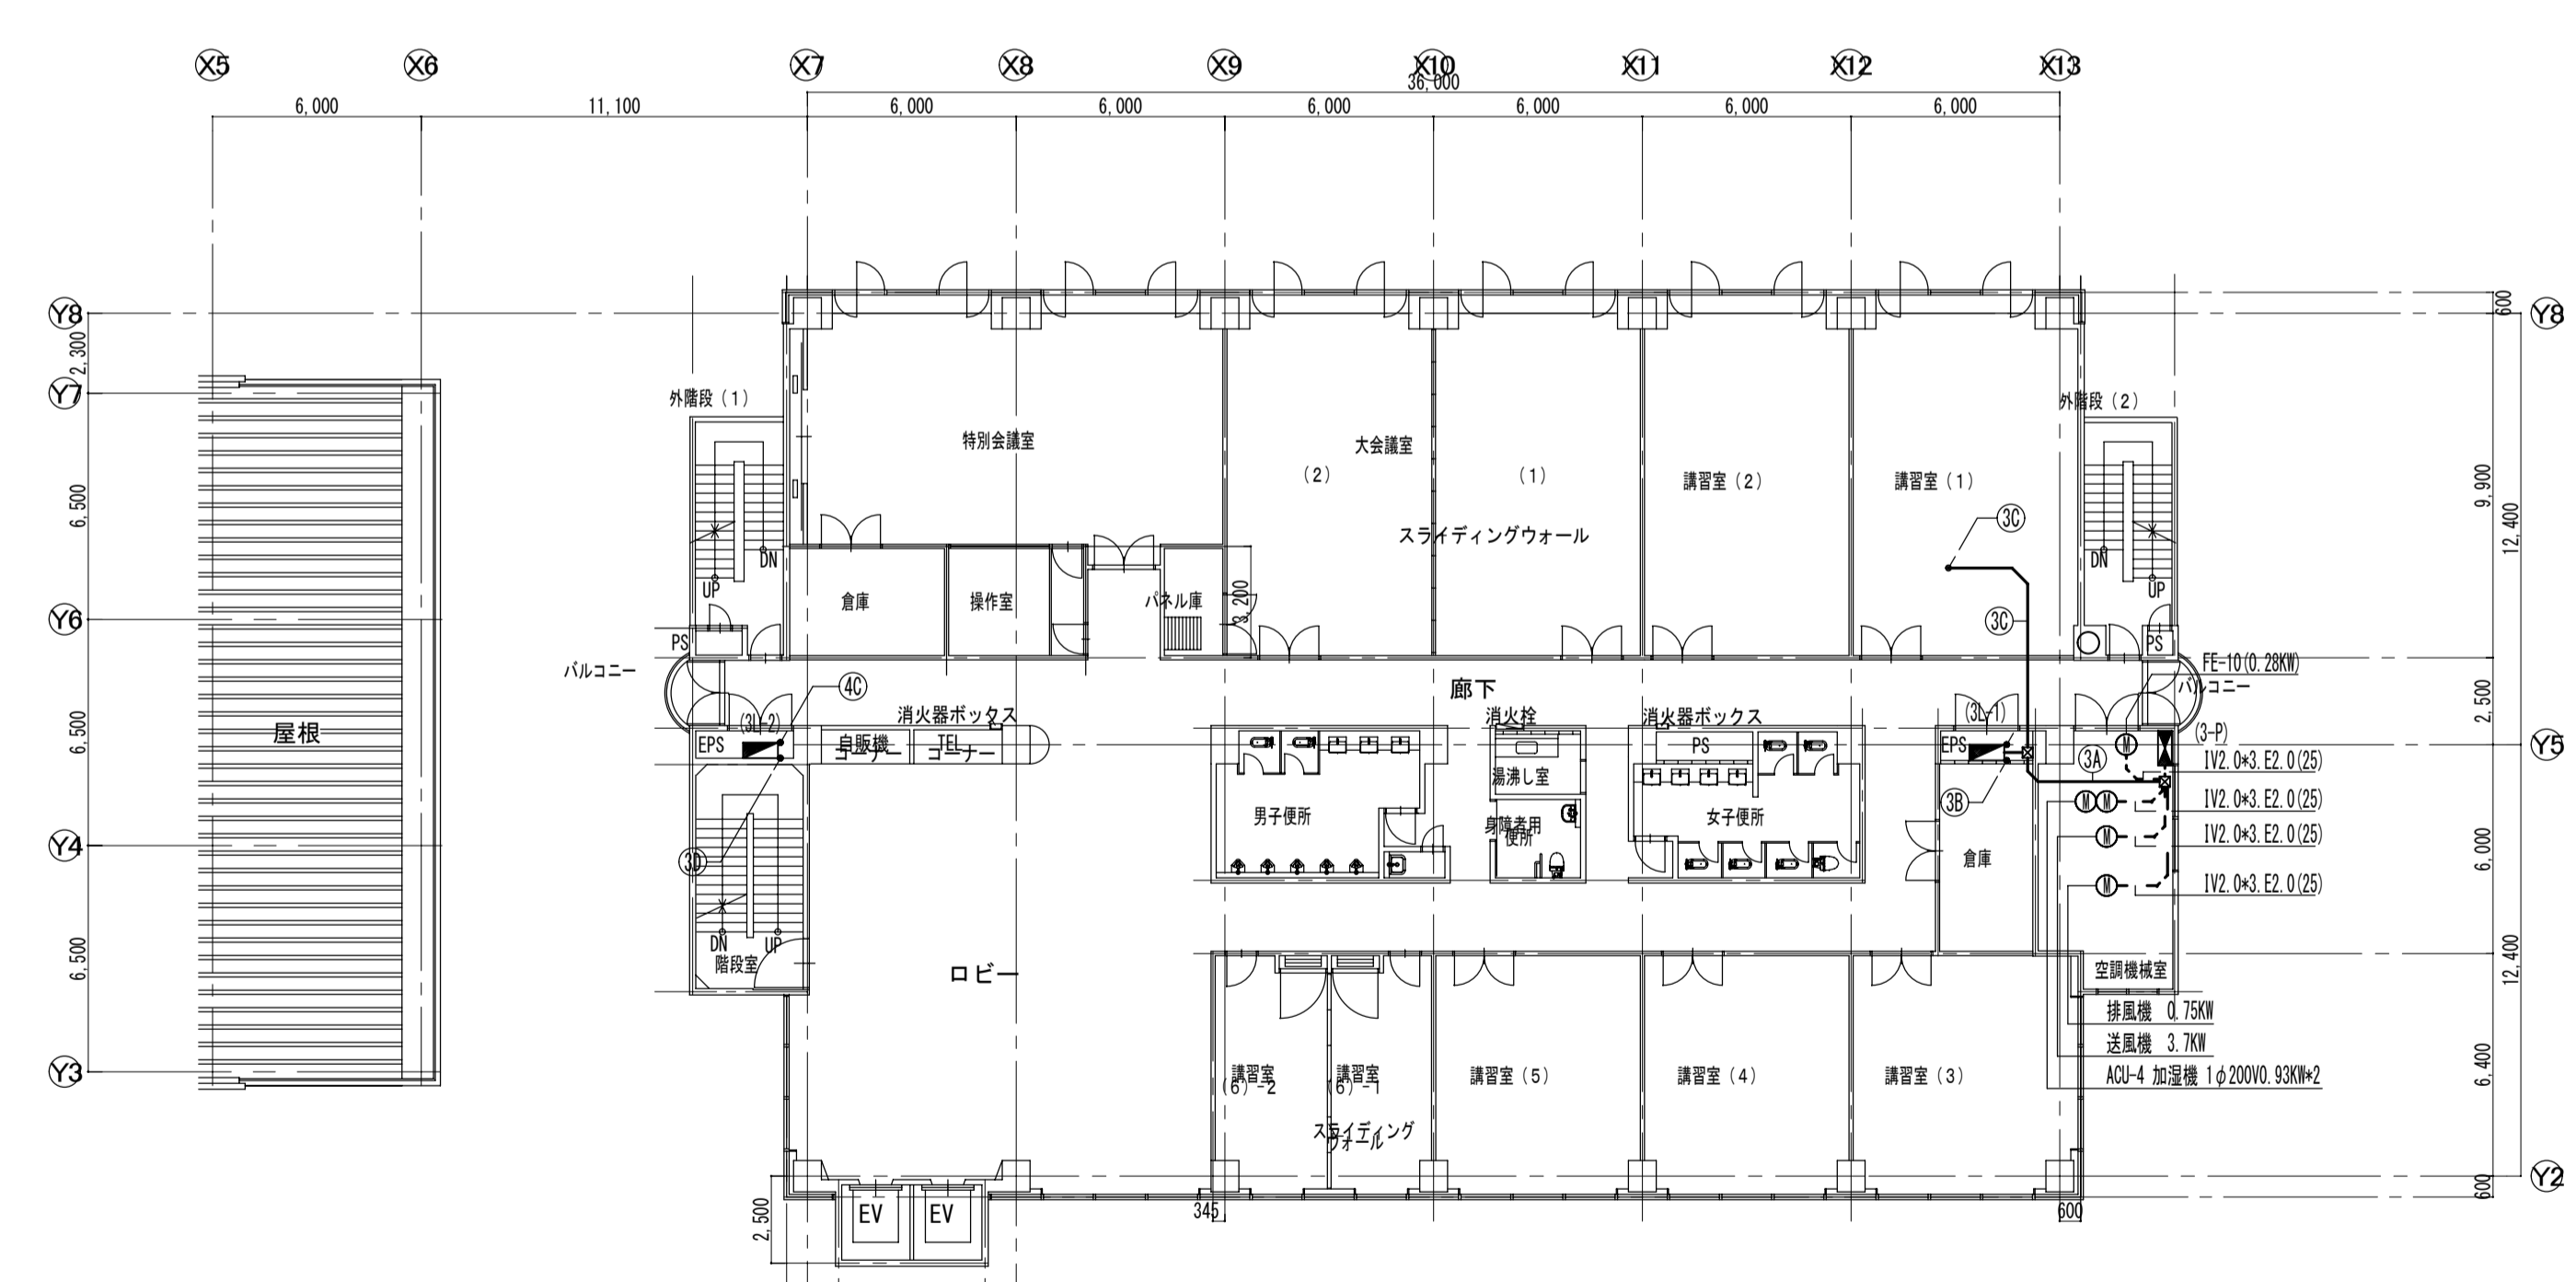 X5 X6 X7 X8 X9 X10 X11 X12 X13
36,000
6,000 11,100 6,000 6,000 6,000 6,000 6,000 6,000
Y8 600 Y8
2,300
Y7
外階段(1) 外階段(2)
特別会議室 大会議室
(2) (1) 講習室(2) 講習室(1)
6,500 9,900
12,400
3C
スライディングウォール
DN DN
UP UP
倉庫 操作室 パネル庫 3,200
3C
Y6
PS PS
バルコニー FE-10(0.28KW)
バルコニー
4C 廊下
2,500
(3L-2) 消火器ボックス 消火栓 消火器ボックス (3L-1)
6,500 屋根 (3-P)
EPS 自販機 TEL PS EPS M Y5
コーナー コーナー
3A IV2.0*3.E2.0(25)
湯沸し室
3B M M IV2.0*3.E2.0(25)
男子便所 身障者用 女子便所
便所
M IV2.0*3.E2.0(25)
Y4 6,000
3D 倉庫
M IV2.0*3.E2.0(25)
DN UP
階段室
6,500 ロビー 空調機械室 12,400
排風機 0.75KW
送風機 3.7KW
Y3 講習室 講習室 講習室(5) 講習室(4) 講習室(3) ACU-4 加湿機 1φ200V0.93KW*2 6,400
(6)-2 (6)-1
スライディング
ウォール
Y2
600
2,500 EV EV 345 600